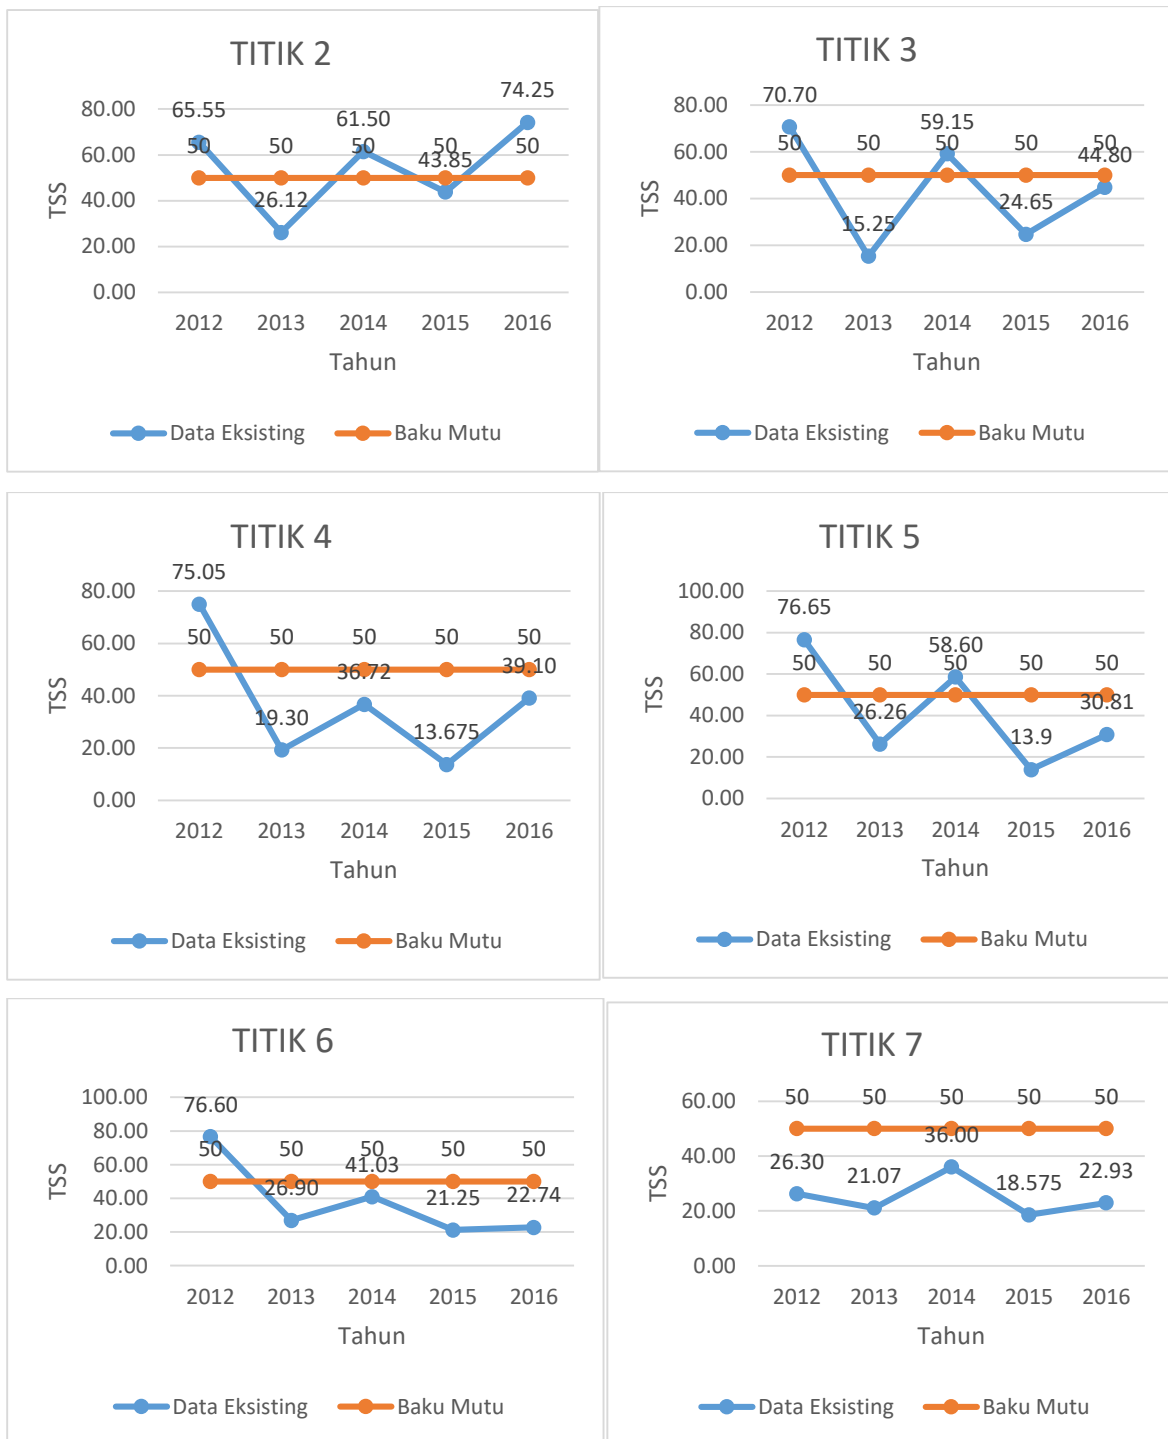 TITIK 2
80.00
60.00
40.00
20.00
0.00
TSS
65.55
26.12
61.50
43.85
74.25
50 50 50 50 50
2012 2013 2014 2015 2016
Tahun
Data Eksisting Baku Mutu
TITIK 3
80.00
60.00
40.00
20.00
0.00
TSS
70.70
15.25
59.15
24.65
44.80
50 50 50 50 50
2012 2013 2014 2015 2016
Tahun
Data Eksisting Baku Mutu
TITIK 4
80.00
60.00
40.00
20.00
0.00
TSS
75.05
19.30
36.72
13.675
39.10
50 50 50 50 50
2012 2013 2014 2015 2016
Tahun
Data Eksisting Baku Mutu
TITIK 5
100.00
80.00
60.00
40.00
20.00
0.00
TSS
76.65
26.26
58.60
13.9
30.81
50 50 50 50 50
2012 2013 2014 2015 2016
Tahun
Data Eksisting Baku Mutu
TITIK 6
100.00
80.00
60.00
40.00
20.00
0.00
TSS
76.60
26.90
41.03
21.25
22.74
50 50 50 50 50
2012 2013 2014 2015 2016
Tahun
Data Eksisting Baku Mutu
TITIK 7
60.00
40.00
20.00
0.00
TSS
26.30
21.07
36.00
18.575
22.93
50 50 50 50 50
2012 2013 2014 2015 2016
Tahun
Data Eksisting Baku Mutu